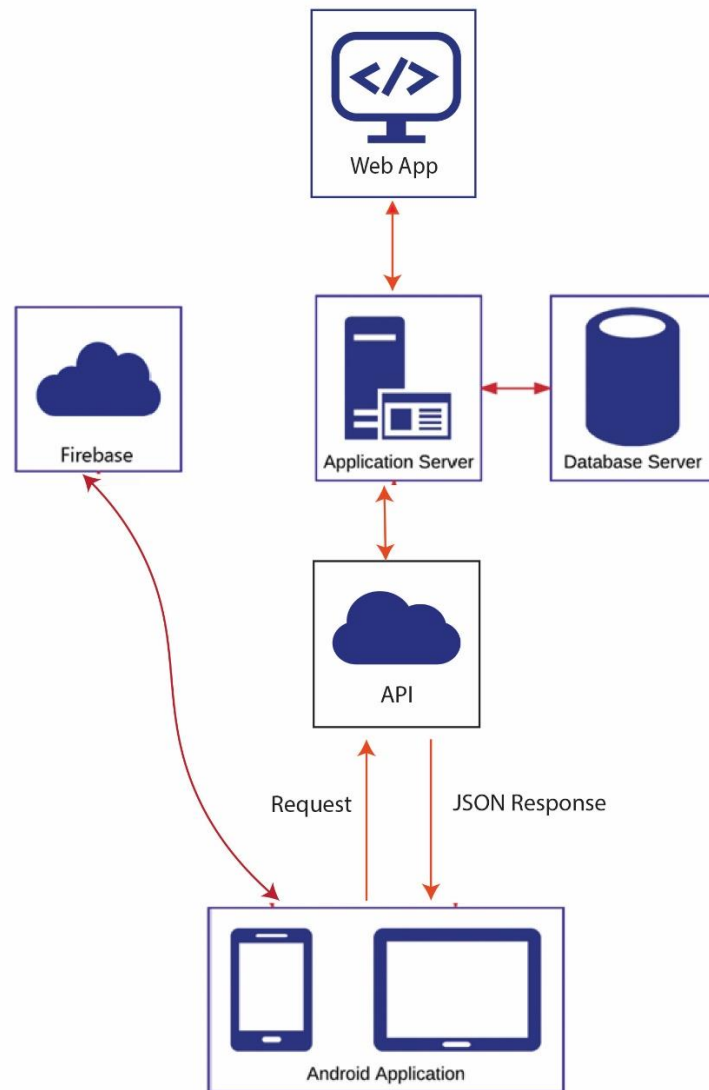 </>
Web App
Firebase
Application Server
Database Server
API
Request
JSON Response
Android Application